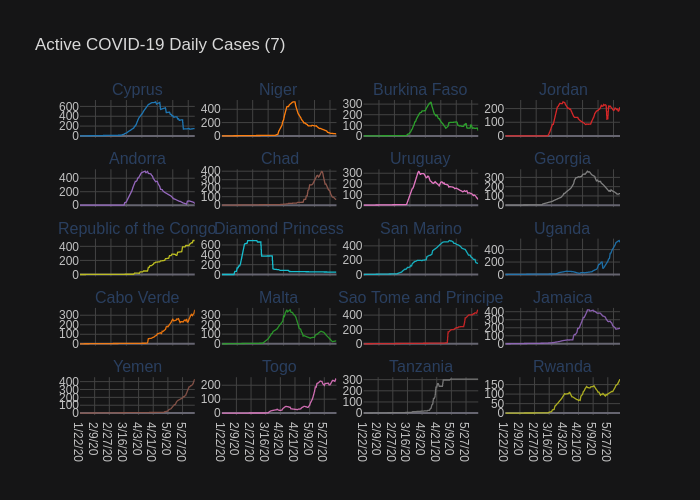 Active COVID-19 Daily Cases (7)
Cyprus Niger Burkina Faso Jordan
600 400 200 0
400 200 0
300 200 100 0
200 100 0
Andorra Chad Uruguay Georgia
400 200 0
400 300 200 100 0
300 200 100 0
300 200 100 0
Republic of the Congo Diamond Princess San Marino Uganda
400 200 0
600 400 200 0
400 200 0
400 200 0
Cabo Verde Malta Sao Tome and Principe Jamaica
300 200 100 0
300 200 100 0
400 200 0
400 300 200 100 0
Yemen Togo Tanzania Rwanda
400 300 200 100 0
200 100 0
300 200 100 0
150 100 50 0
1/22/20 2/9/20 2/27/20 3/16/20 4/3/20 4/21/20 5/9/20 5/27/20
1/22/20 2/9/20 2/27/20 3/16/20 4/3/20 4/21/20 5/9/20 5/27/20
1/22/20 2/9/20 2/27/20 3/16/20 4/3/20 4/21/20 5/9/20 5/27/20
1/22/20 2/9/20 2/27/20 3/16/20 4/3/20 4/21/20 5/9/20 5/27/20